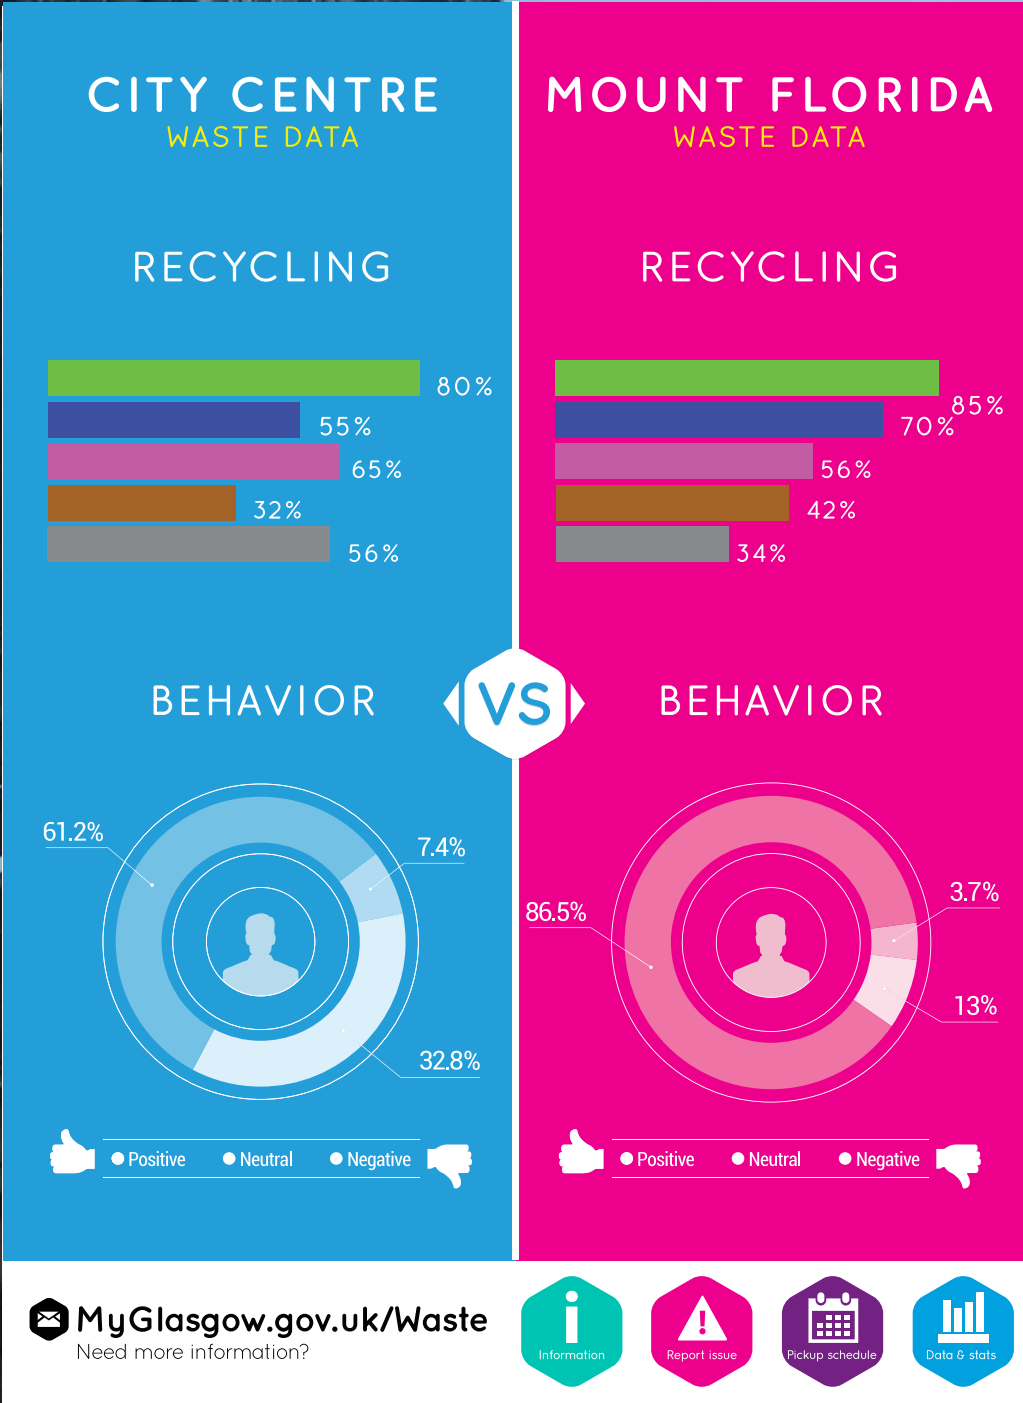 CITY CENTRE
WASTE DATA
RECYCLING
80%
55%
65%
32%
56%
BEHAVIOR
61.2%
7.4%
32.8%
Positive
Neutral
Negative
VS
MOUNT FLORIDA
WASTE DATA
RECYCLING
85%
70%
56%
42%
34%
BEHAVIOR
86.5%
3.7%
13%
Positive
Neutral
Negative
MyGlasgow.gov.uk/Waste
Need more information?
Information
Report issue
Pickup schedule
Data & stats